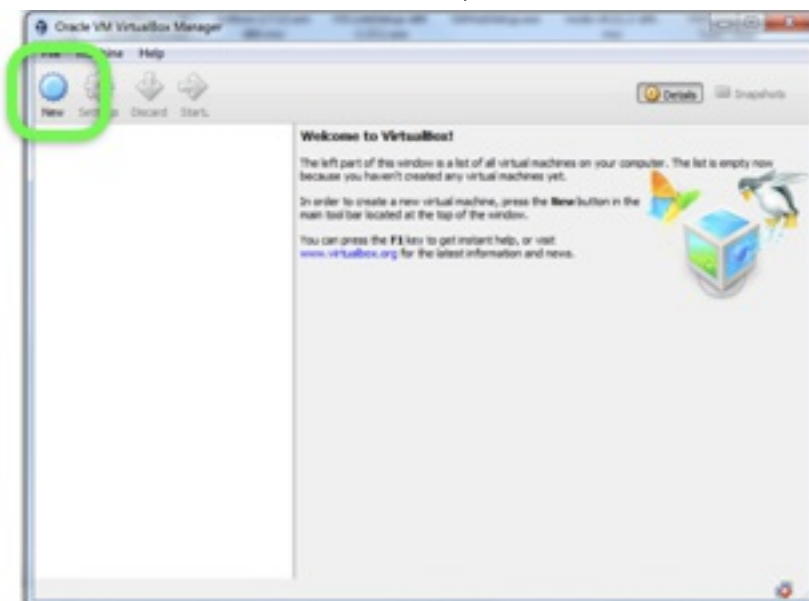 Oracle VM VirtualBox Manager
File Machine Help
New Settings Discard Start
Details Snapshots
Welcome to VirtualBox!
The left part of this window is a list of all virtual machines on your computer. The list is empty now
because you haven't created any virtual machines yet.
In order to create a new virtual machine, press the New button in the
main tool bar located at the top of the window.
You can press the F1 key to get instant help, or visit
www.virtualbox.org for the latest information and news.